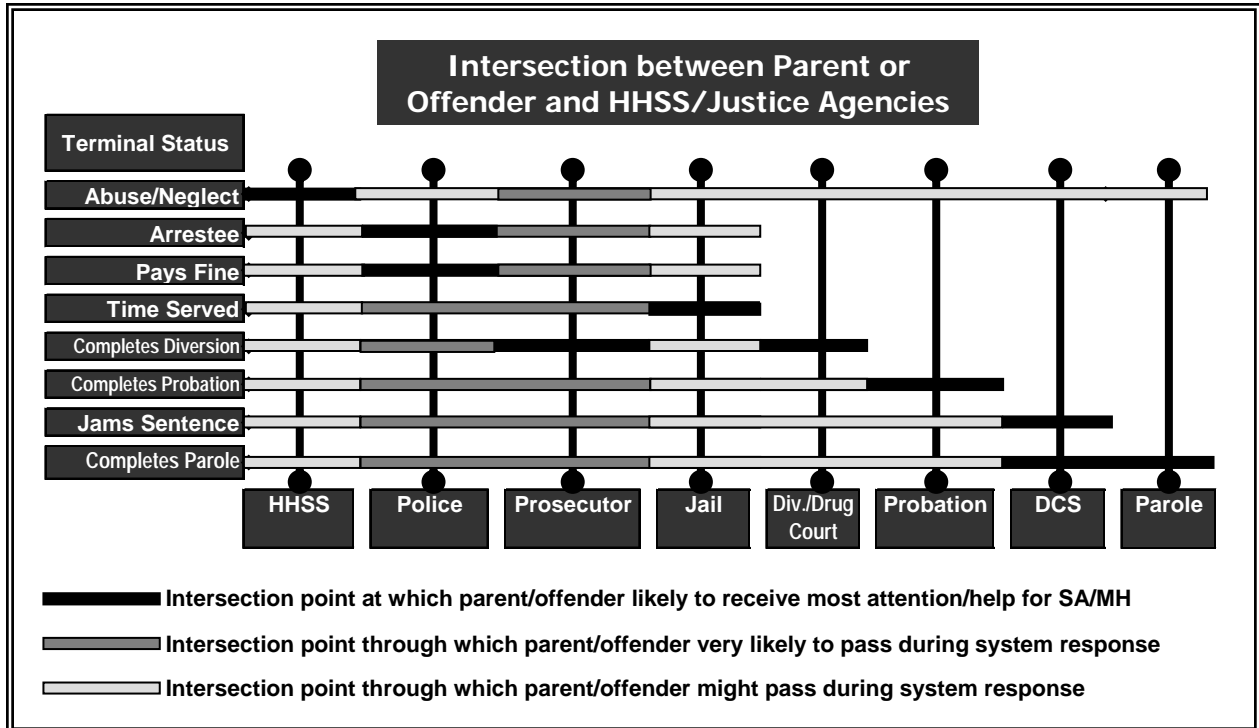 Intersection between Parent or
Offender and HHSS/Justice Agencies
Terminal Status
Abuse/Neglect
Arrestee
Pays Fine
Time Served
Completes Diversion
Completes Probation
Jams Sentence
Completes Parole
HHSS
Police
Prosecutor
Jail
Div./Drug
Court
Probation
DCS
Parole
Intersection point at which parent/offender likely to receive most attention/help for SA/MH
Intersection point through which parent/offender very likely to pass during system response
Intersection point through which parent/offender might pass during system response